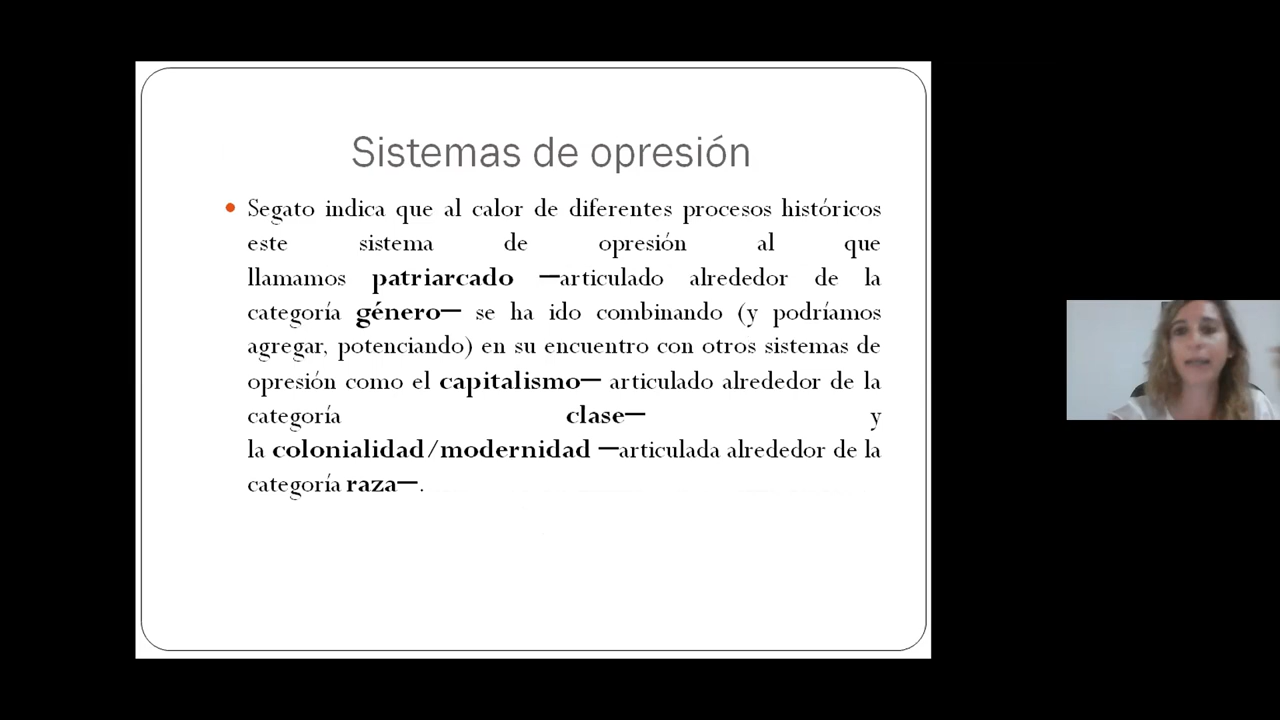 Sistemas de opresión
• Segato indica que al calor de diferentes procesos históricos
este sistema de opresión al que
llamamos patriarcado —articulado alrededor de la
categoría género— se ha ido combinando (y podríamos
agregar, potenciando) en su encuentro con otros sistemas de
opresión como el capitalismo— articulado alrededor de la
categoría clase— y
la colonialidad/modernidad —articulada alrededor de la
categoría raza—.